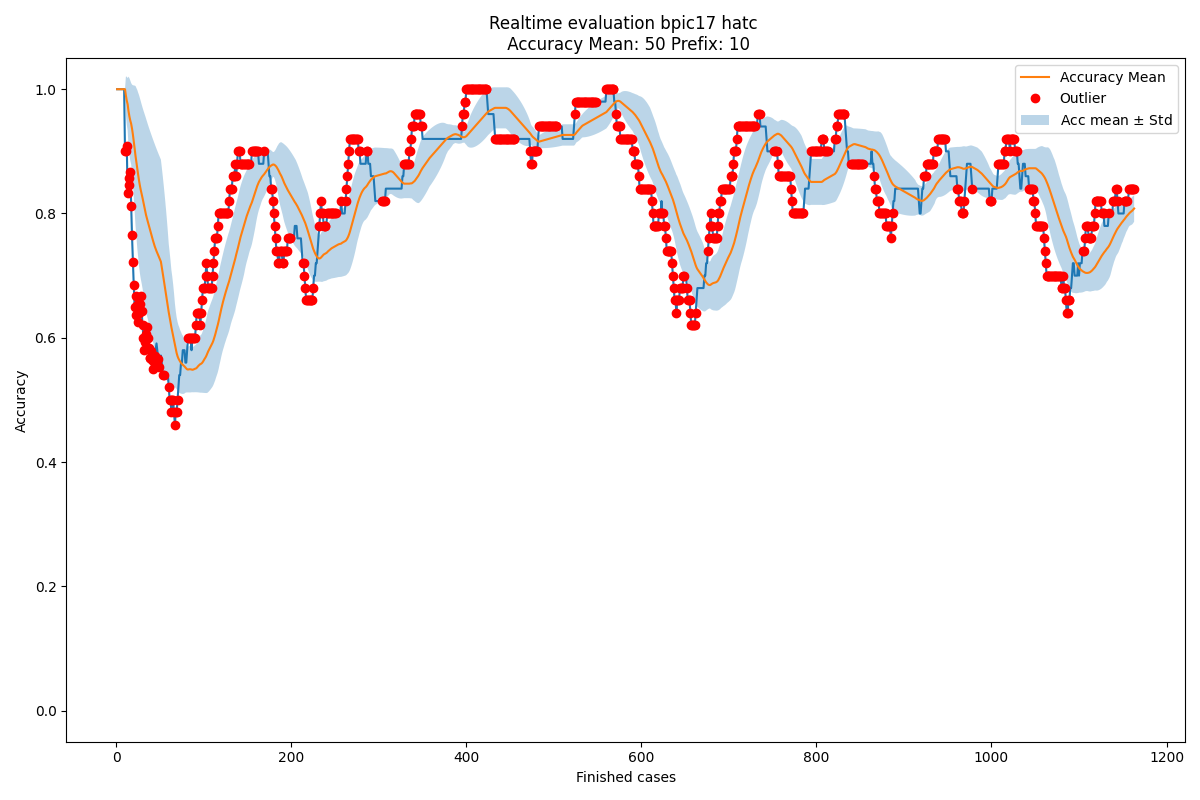 Realtime evaluation bpic17 hatc
Accuracy Mean: 50 Prefix: 10
Accuracy Mean
Outlier
Acc mean ± Std
1.0
0.8
0.6
0.4
0.2
0.0
Accuracy
0 200 400 600 800 1000 1200
Finished cases